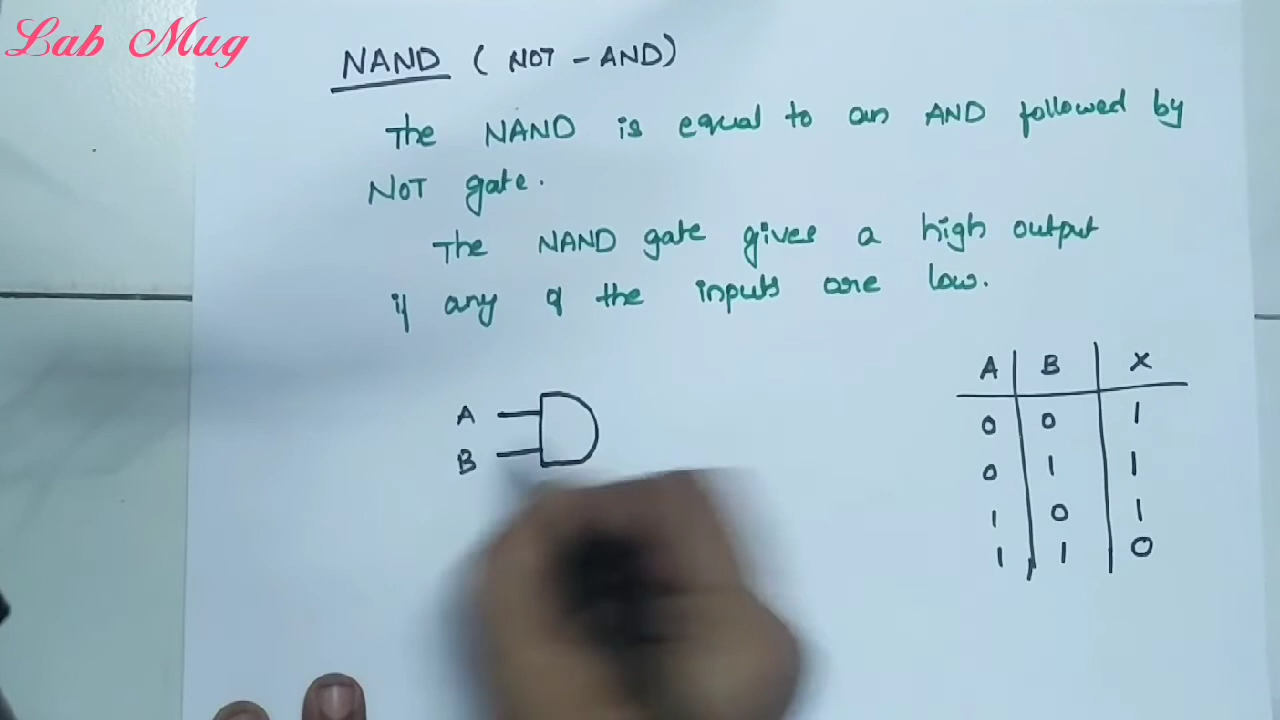 Lab Mug
NAND ( NOT - AND)
The NAND is equal to an AND followed by
NOT gate.
The NAND gate gives a high output
if any of the inputs are low.
A
B
A B X
0 0 1
0 1 1
1 0 1
1 1 0